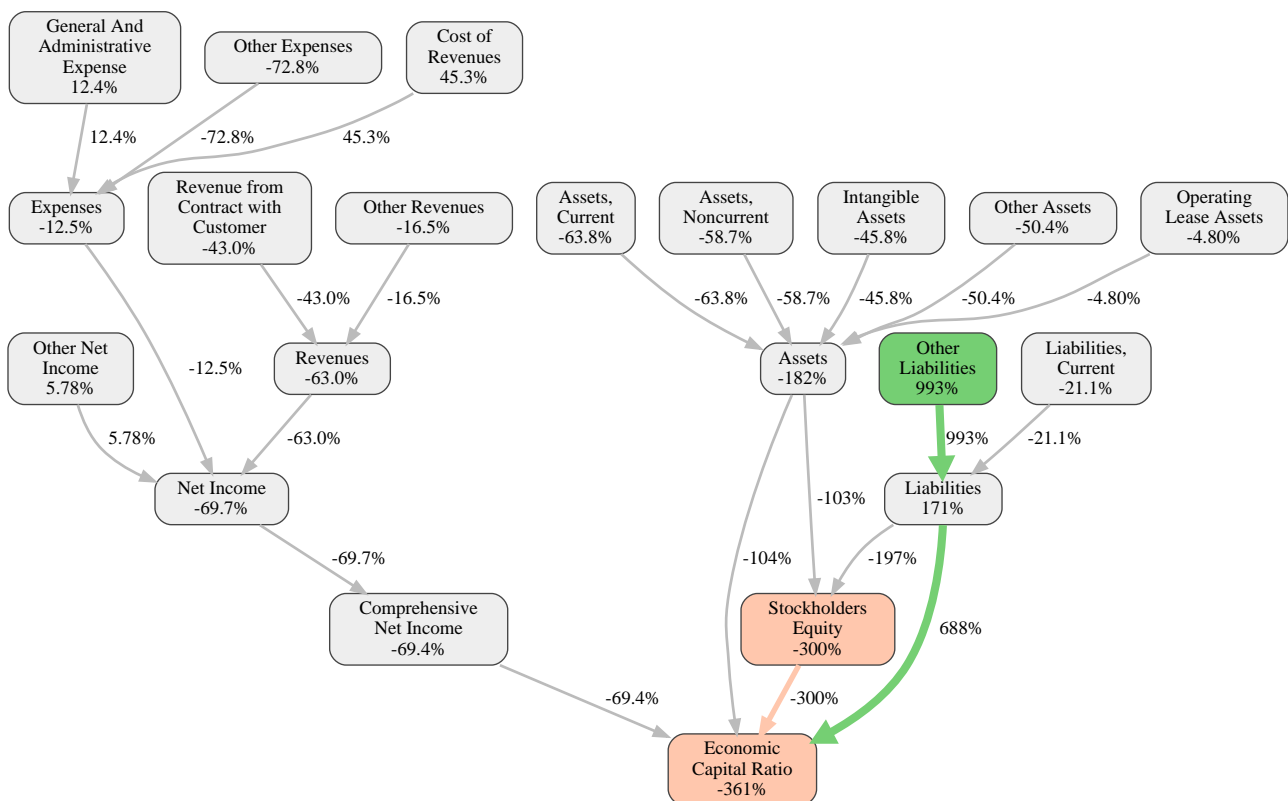 General And
Administrative
Expense
12.4%
Other Expenses
-72.8%
Cost of
Revenues
45.3%
12.4%
-72.8%
45.3%
Expenses
-12.5%
Revenue from
Contract with
Customer
-43.0%
Other Revenues
-16.5%
Assets,
Current
-63.8%
Assets,
Noncurrent
-58.7%
Intangible
Assets
-45.8%
Other Assets
-50.4%
Operating
Lease Assets
-4.80%
-43.0%
-16.5%
-63.8%
-58.7%
-45.8%
-50.4%
-4.80%
Other Net
Income
5.78%
-12.5%
Revenues
-63.0%
Assets
-182%
Other
Liabilities
993%
Liabilities,
Current
-21.1%
5.78%
-63.0%
993%
-21.1%
Net Income
-69.7%
-103%
Liabilities
171%
-69.7%
-104%
-197%
Comprehensive
Net Income
-69.4%
Stockholders
Equity
-300%
688%
-69.4%
-300%
Economic
Capital Ratio
-361%